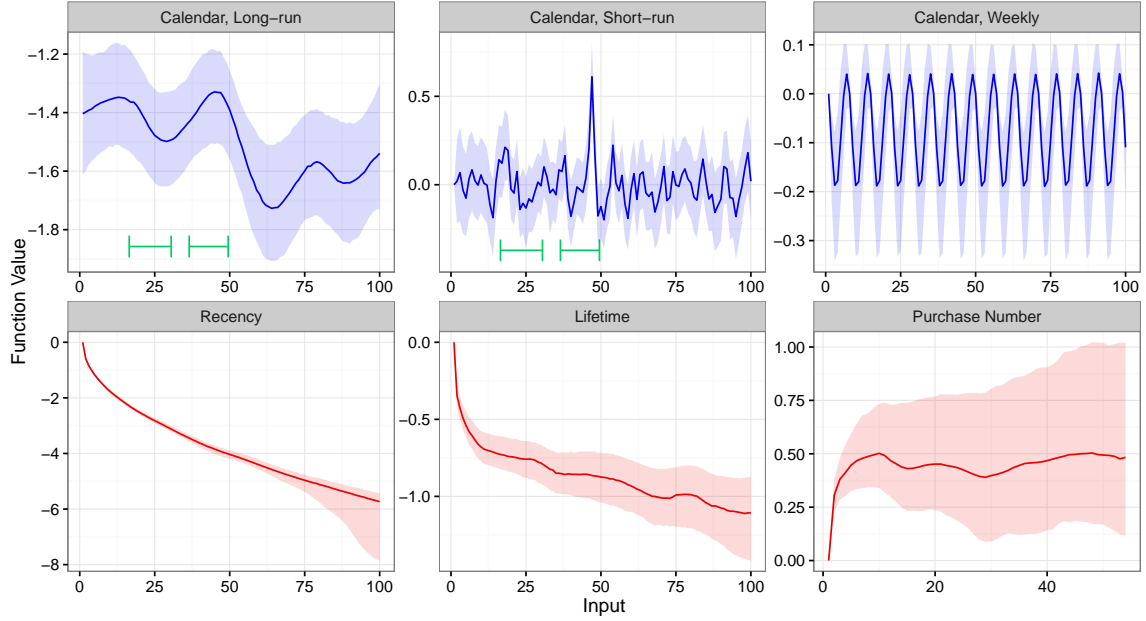 Calendar, Long−run
Calendar, Short−run
Calendar, Weekly
−1.2
−1.4
−1.6
−1.8
0.5
0.0
0.1
0.0
−0.1
−0.2
−0.3
0 25 50 75 100
0 25 50 75 100
0 25 50 75 100
Function Value
Recency
Lifetime
Purchase Number
0
−2
−4
−6
−8
0.0
−0.5
−1.0
1.00
0.75
0.50
0.25
0.00
0 25 50 75 100
0 25 50 75 100
0 20 40
Input